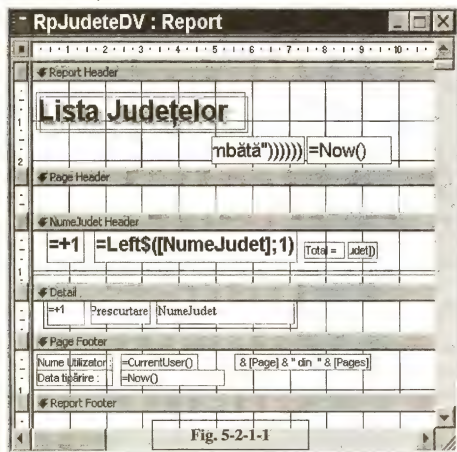 RpJudeteDV : Report
1 2 3 4 5 6 7 8 9 10
Report Header
Lista Județelor
mbătă")))))) =Now()
Page Header
NumeJudet Header
=+1 =Left$([NumeJudet];1) Total = udet])
Detail
=+1 Prescurtare NumeJudet
Page Footer
Nume Utilizator : =CurrentUser() & [Page] & " din " & [Pages]
Data tipărire : =Now()
Report Footer
Fig. 5-2-1-1